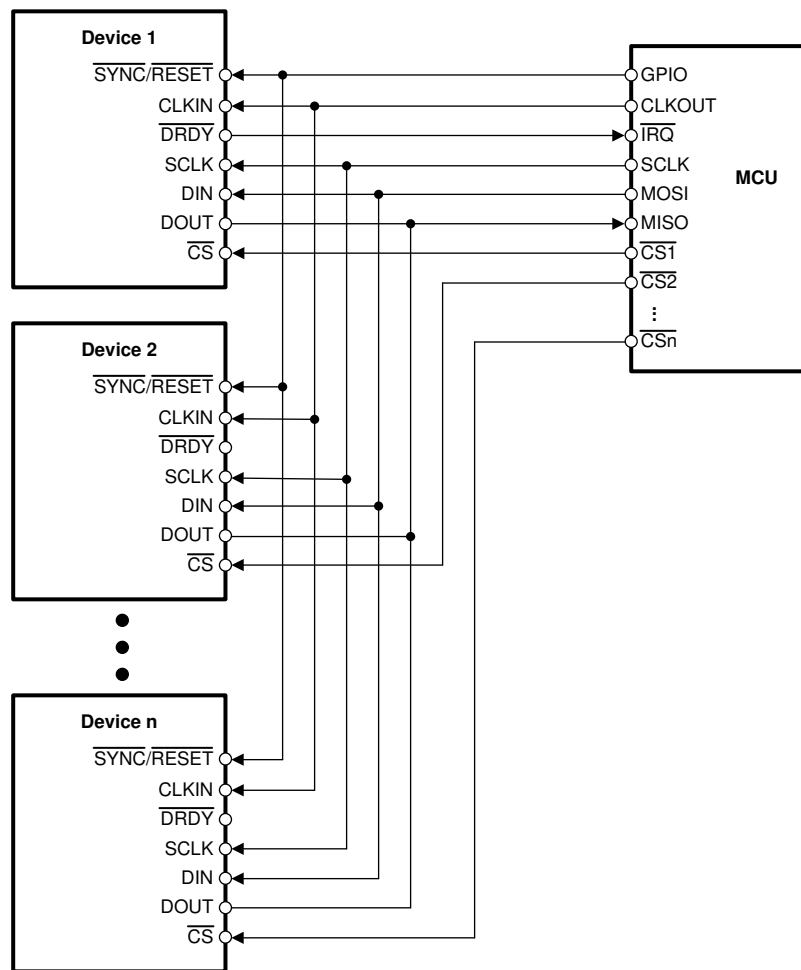 Device 1
SYNC/RESET
CLKIN
DRDY
SCLK
DIN
DOUT
CS
GPIO
CLKOUT
IRQ
SCLK
MCU
MOSI
MISO
CS1
CS2
⋮
CSn
Device 2
SYNC/RESET
CLKIN
DRDY
SCLK
DIN
DOUT
CS
Device n
SYNC/RESET
CLKIN
DRDY
SCLK
DIN
DOUT
CS